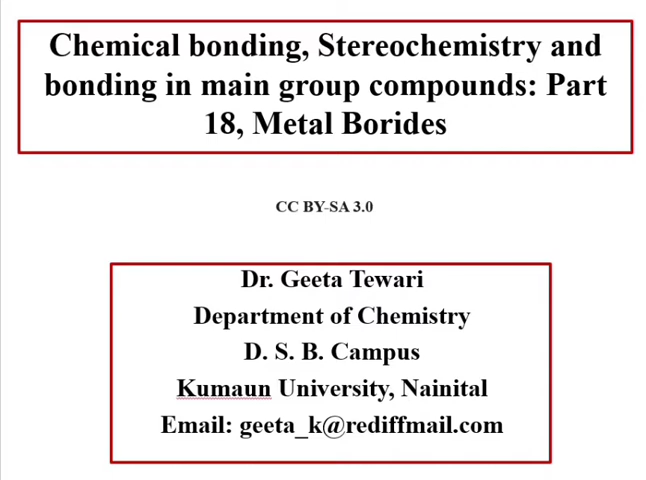 Chemical bonding, Stereochemistry and
bonding in main group compounds: Part
18, Metal Borides
CC BY-SA 3.0
Dr. Geeta Tewari
Department of Chemistry
D. S. B. Campus
Kumaun University, Nainital
Email: geeta_k@rediffmail.com